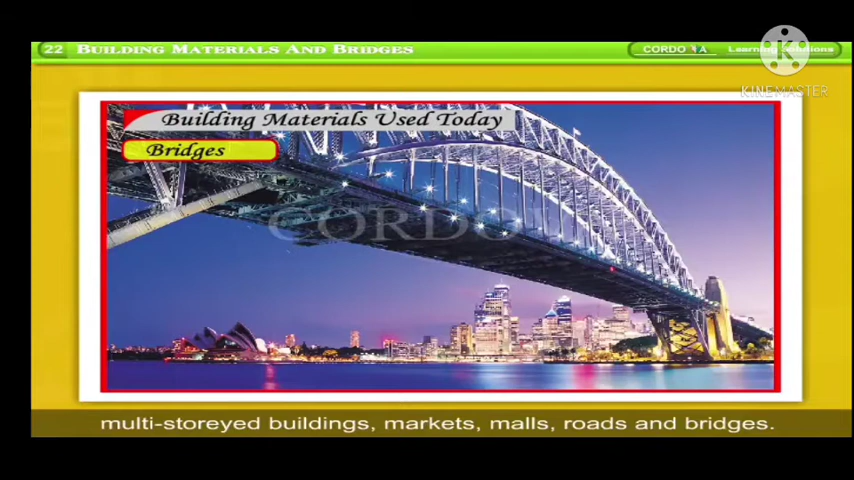 22 BUILDING MATERIALS AND BRIDGES
CORDOVA Learning Solutions
KINEMASTER
Building Materials Used Today
Bridges
CORDOVA
multi-storeyed buildings, markets, malls, roads and bridges.